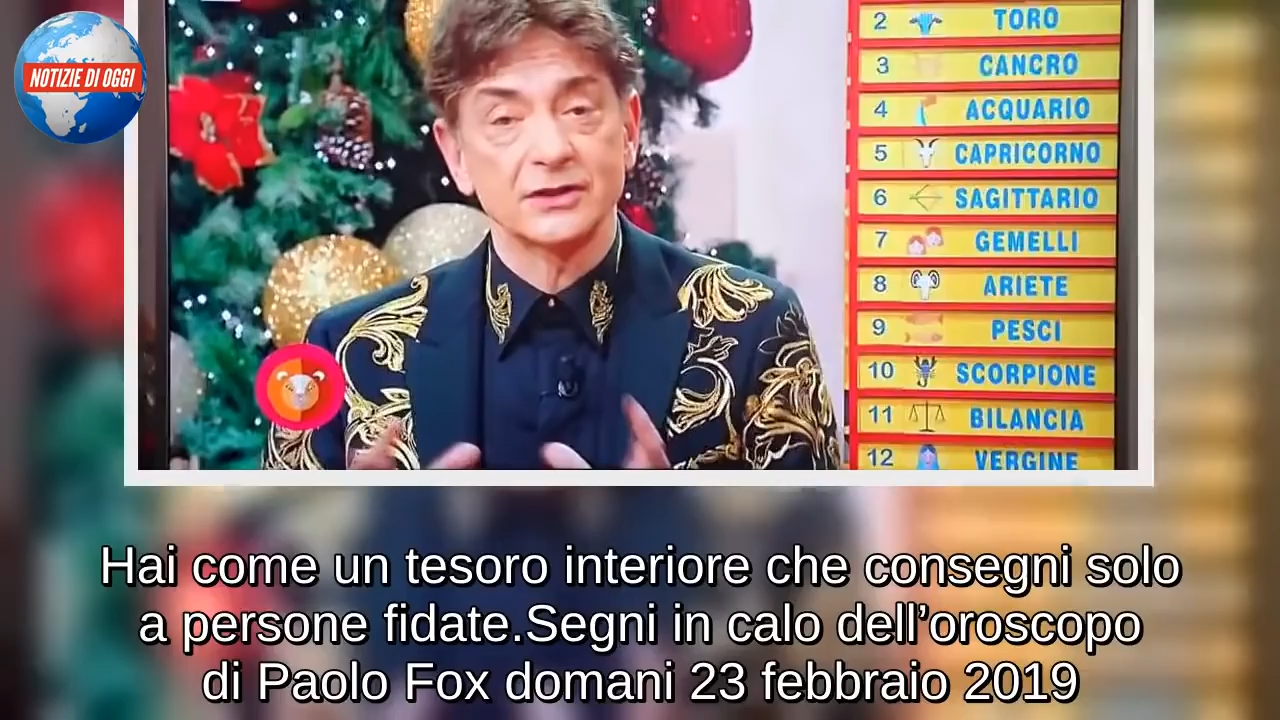 NOTIZIE DI OGGI
2 TORO
3 CANCRO
4 ACQUARIO
5 CAPRICORNO
6 SAGITTARIO
7 GEMELLI
8 ARIETE
9 PESCI
10 SCORPIONE
11 BILANCIA
12 VERGINE
Hai come un tesoro interiore che consegni solo
a persone fidate.Segni in calo dell’oroscopo
di Paolo Fox domani 23 febbraio 2019